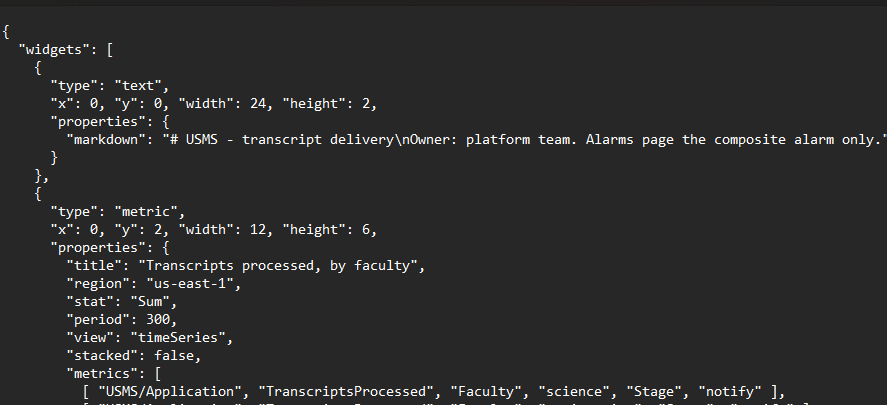 {
"widgets": [
{
"type": "text",
"x": 0, "y": 0, "width": 24, "height": 2,
"properties": {
"markdown": "# USMS - transcript delivery\nOwner: platform team. Alarms page the composite alarm only."
}
},
{
"type": "metric",
"x": 0, "y": 2, "width": 12, "height": 6,
"properties": {
"title": "Transcripts processed, by faculty",
"region": "us-east-1",
"stat": "Sum",
"period": 300,
"view": "timeSeries",
"stacked": false,
"metrics": [
[ "USMS/Application", "TranscriptsProcessed", "Faculty", "science", "Stage", "notify" ],